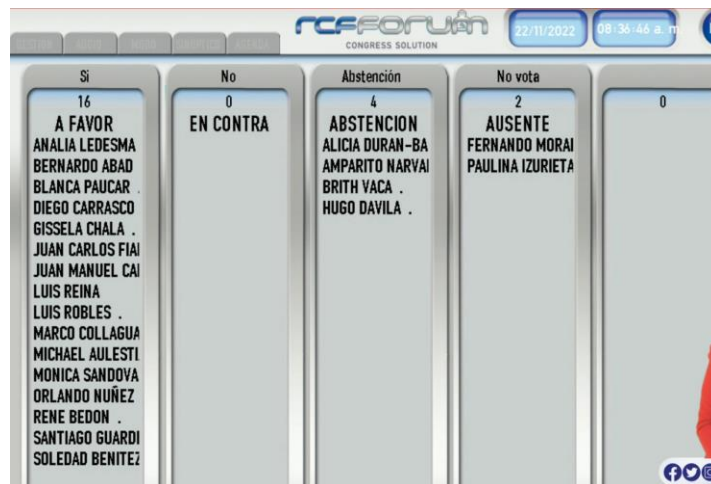 rcf forum
CONGRESS SOLUTION
22/11/2022
08:36:46 a. m
Si
16
A FAVOR
ANALIA LEDESMA
BERNARDO ABAD
BLANCA PAUCAR .
DIEGO CARRASCO
GISSELA CHALA .
JUAN CARLOS FIAL
JUAN MANUEL CAI
LUIS REINA
LUIS ROBLES .
MARCO COLLAGUA
MICHAEL AULESTI
MONICA SANDOVA
ORLANDO NUÑEZ
RENE BEDON .
SANTIAGO GUARDI
SOLEDAD BENITEZ
No
0
EN CONTRA
Abstención
4
ABSTENCION
ALICIA DURAN-BA
AMPARITO NARVAI
BRITH VACA .
HUGO DAVILA .
No vota
2
AUSENTE
FERNANDO MORAI
PAULINA IZURIETA
0